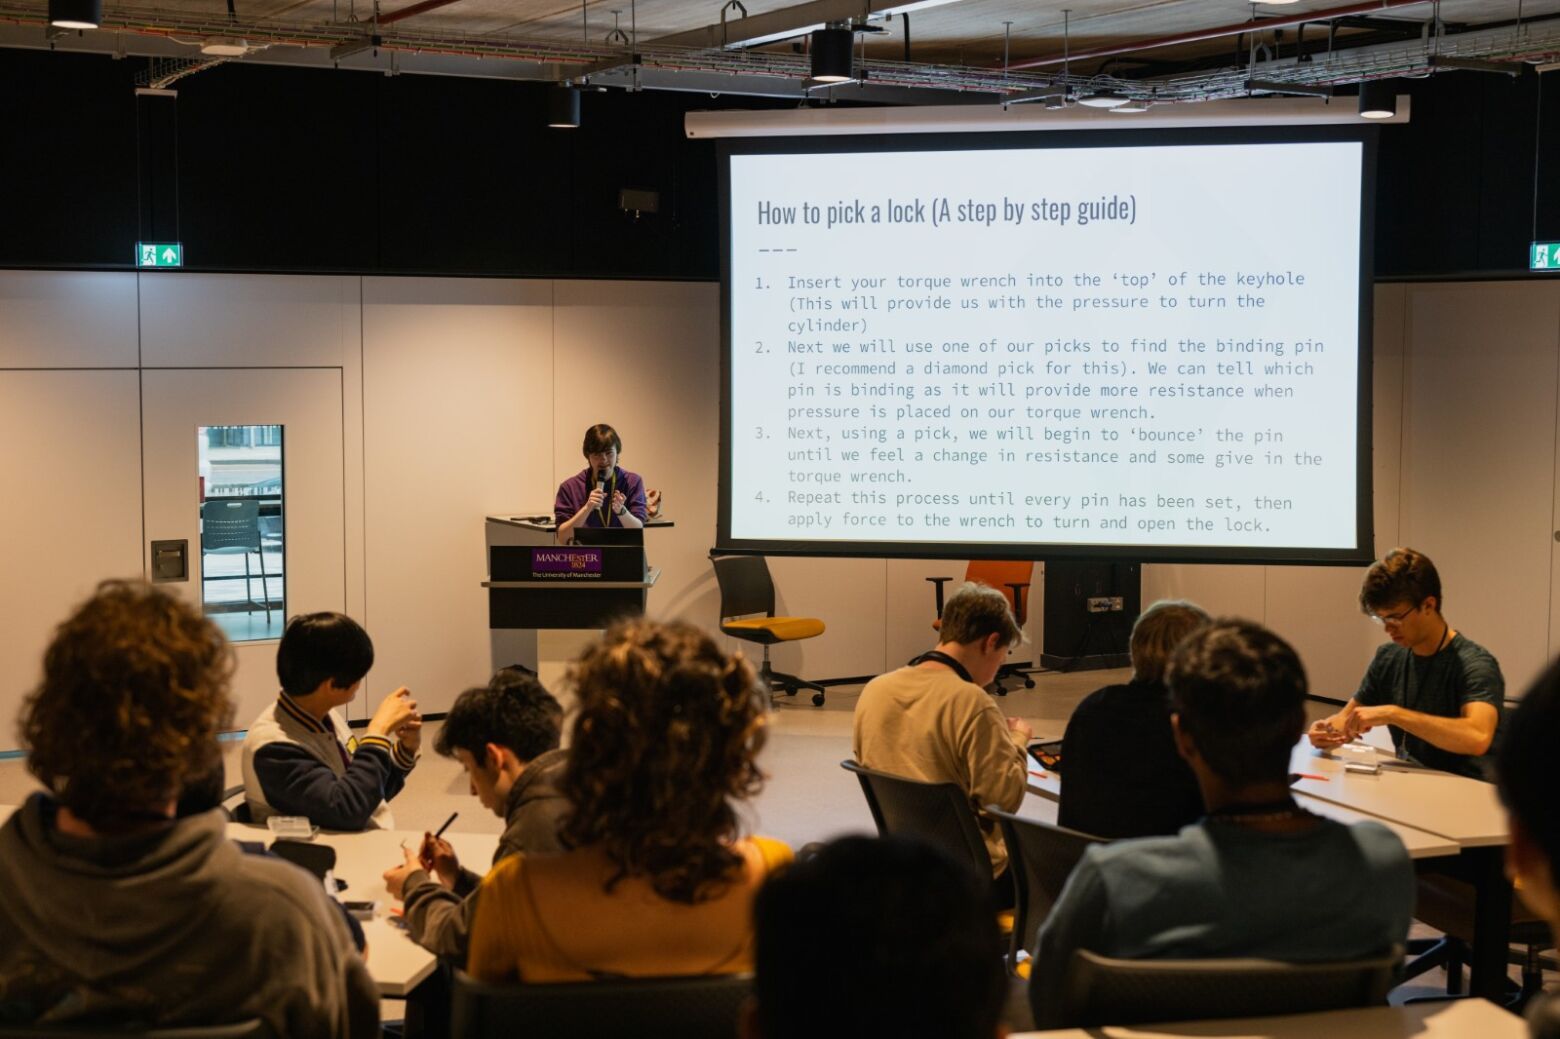 How to pick a lock (A step by step guide)
1. Insert your torque wrench into the ‘top’ of the keyhole
(This will provide us with the pressure to turn the
cylinder)
2. Next we will use one of our picks to find the binding pin
(I recommend a diamond pick for this). We can tell which
pin is binding as it will provide more resistance when
pressure is placed on our torque wrench.
3. Next, using a pick, we will begin to ‘bounce’ the pin
until we feel a change in resistance and some give in the
torque wrench.
4. Repeat this process until every pin has been set, then
apply force to the wrench to turn and open the lock.
MANCHESTER
1824
The University of Manchester